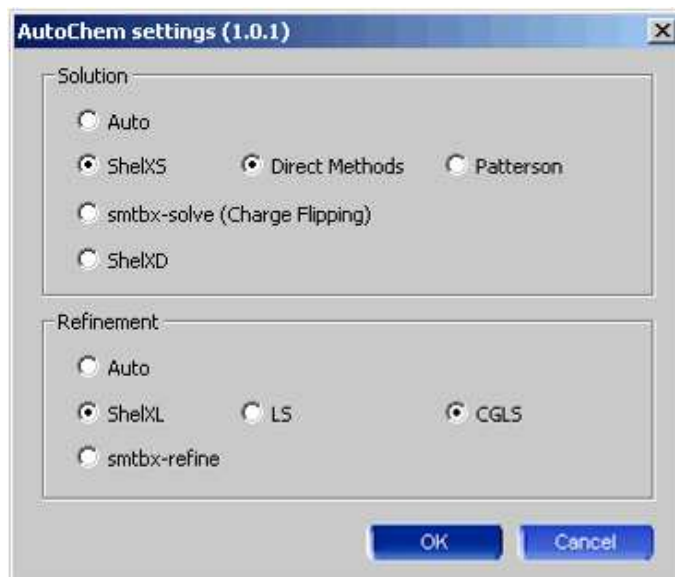 AutoChem settings (1.0.1)
Solution
Auto
ShelXS Direct Methods Patterson
smtbx-solve (Charge Flipping)
ShelXD
Refinement
Auto
ShelXL LS CGLS
smtbx-refine
OK Cancel